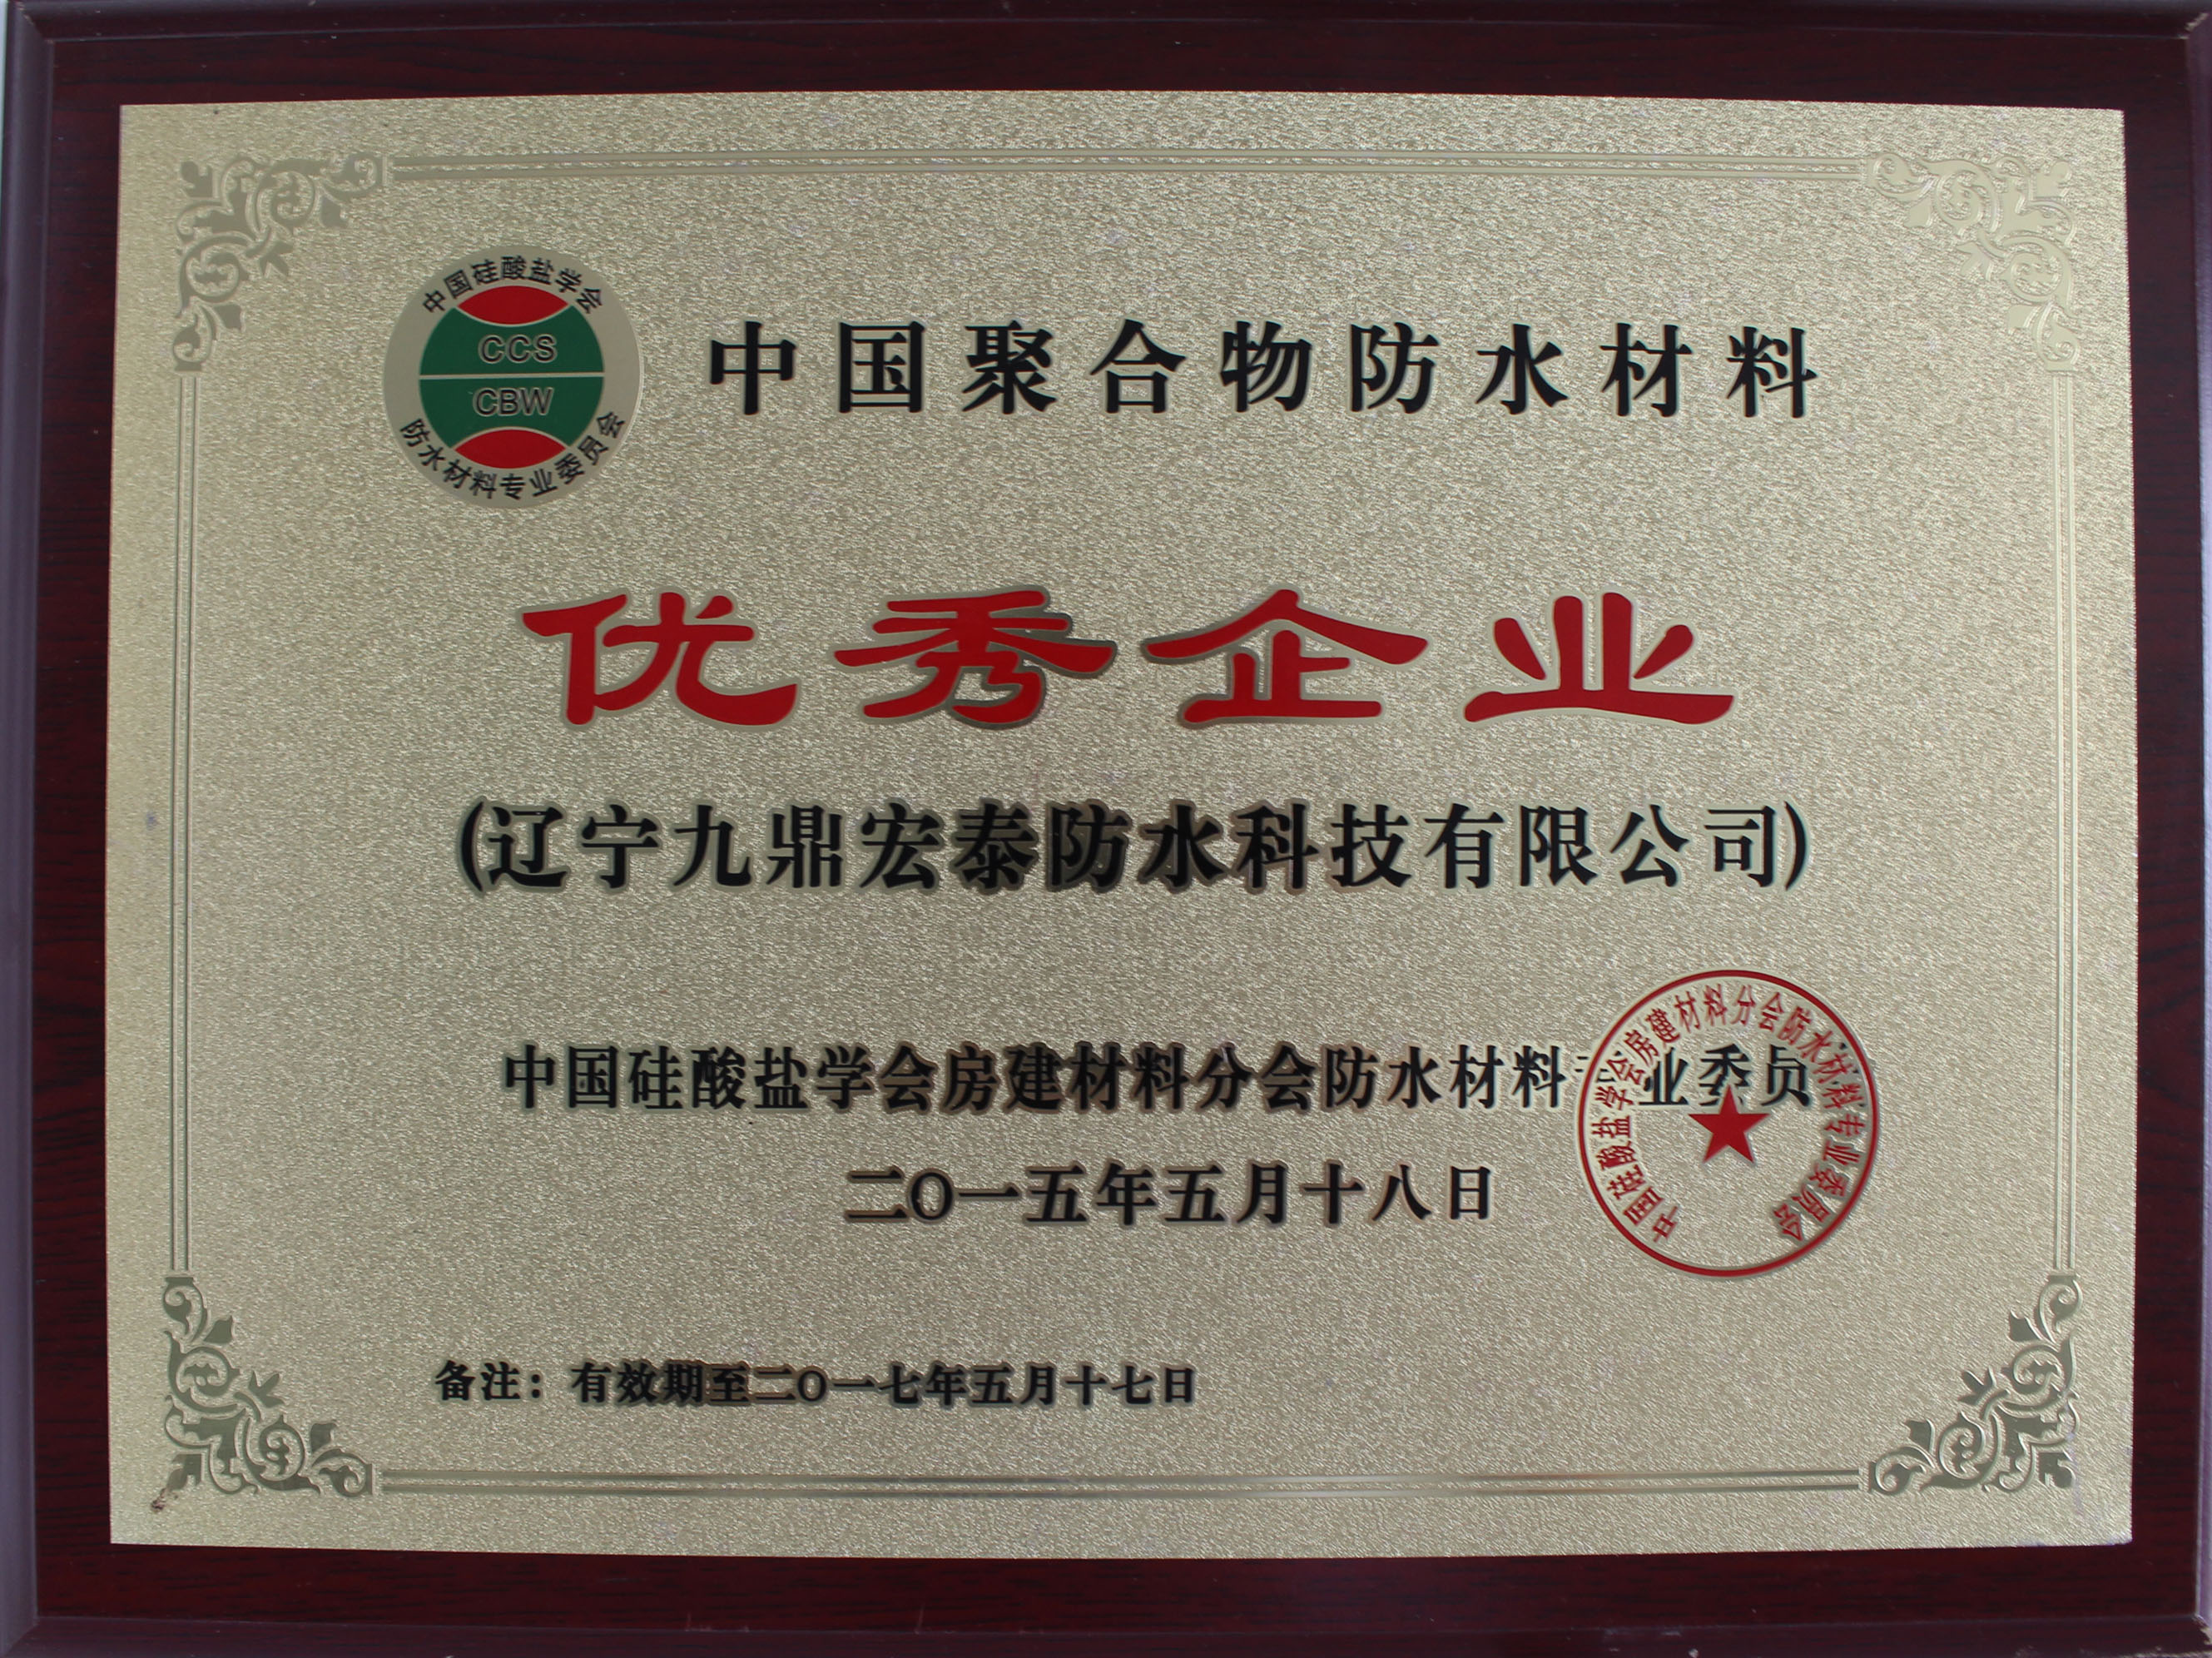 中国硅酸盐学会
CCS
CBW
防水材料专业委员会
中国聚合物防水材料
优秀企业
(辽宁九鼎宏泰防水科技有限公司)
中国硅酸盐学会房建材料分会防水材料专业委员
中国硅酸盐学会房建材料分会防水材料专业委员会
二〇一五年五月十八日
备注：有效期至二〇一七年五月十七日